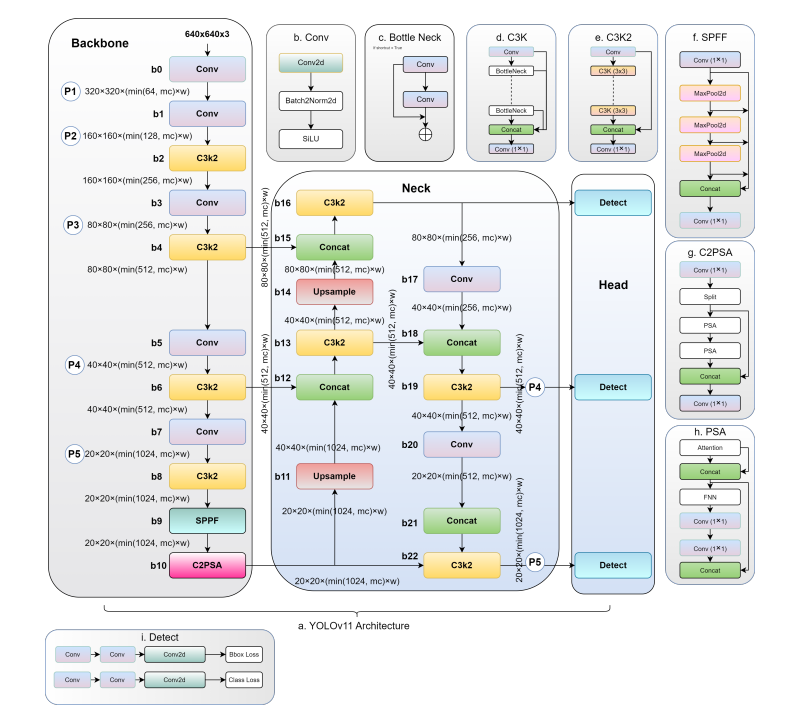 Backbone
640x640x3
b0
Conv
P1
320×320×(min(64, mc)×w)
b1
Conv
P2
160×160×(min(128, mc)×w)
b2
C3k2
160×160×(min(256, mc)×w)
b3
Conv
P3
80×80×(min(256, mc)×w)
b4
C3k2
80×80×(min(512, mc)×w)
b5
Conv
P4
40×40×(min(512, mc)×w)
b6
C3k2
40×40×(min(512, mc)×w)
b7
Conv
P5
20×20×(min(1024, mc)×w)
b8
C3k2
20×20×(min(1024, mc)×w)
b9
SPPF
20×20×(min(1024, mc)×w)
b10
C2PSA
b. Conv
Conv2d
Batch2Norm2d
SiLU
c. Bottle Neck
If shortcut = True
Conv
Conv
d. C3K
Conv
BottleNeck
BottleNeck
Concat
Conv (1×1)
e. C3K2
Conv
C3K (3x3)
C3K (3x3)
Concat
Conv (1×1)
f. SPFF
Conv (1×1)
MaxPool2d
MaxPool2d
MaxPool2d
Concat
Conv (1×1)
Neck
b16
C3k2
80×80×(min(512, mc)×w)
b15
Concat
80×80×(min(512, mc)×w)
b14
Upsample
40×40×(min(512, mc)×w)
b13
C3k2
b12
Concat
40×40×(min(512, mc)×w)
40×40×(min(1024, mc)×w)
b11
Upsample
20×20×(min(1024, mc)×w)
20×20×(min(1024, mc)×w)
80×80×(min(256, mc)×w)
b17
Conv
40×40×(min(256, mc)×w)
40×40×(min(512, mc)×w)
b18
Concat
b19
C3k2
P4
40×40×(min(512, mc)×w)
40×40×(min(512, mc)×w)
b20
Conv
20×20×(min(512, mc)×w)
b21
Concat
b22
C3k2
P5
20×20×(min(1024, mc)×w)
Detect
Head
Detect
Detect
g. C2PSA
Conv (1×1)
Split
PSA
PSA
Concat
Conv (1×1)
h. PSA
Attention
Concat
FNN
Conv (1×1)
Conv (1×1)
Concat
a. YOLOv11 Architecture
i. Detect
Conv
Conv
Conv2d
Bbox Loss
Conv
Conv
Conv2d
Class Loss